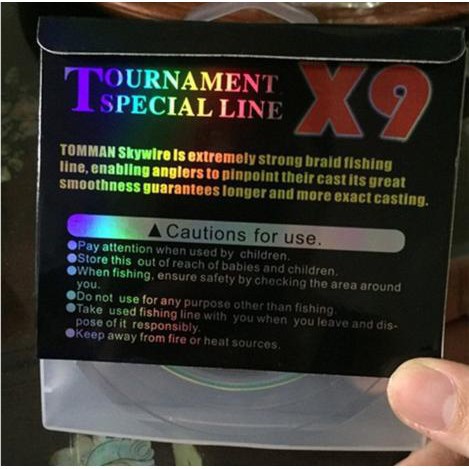 TOURNAMENT
SPECIAL LINE X9
TOMMAN Skywire is extremely strong braid fishing
line, enabling anglers to pinpoint their cast its great
smoothness guarantees longer and more exact casting.
▲Cautions for use.
●Pay attention when used by children.
●Store this out of reach of babies and children.
●When fishing, ensure safety by checking the area around
you.
●Do not use for any purpose other than fishing.
●Take used fishing line with you when you leave and dis-
pose of it responsibly.
●Keep away from fire or heat sources.